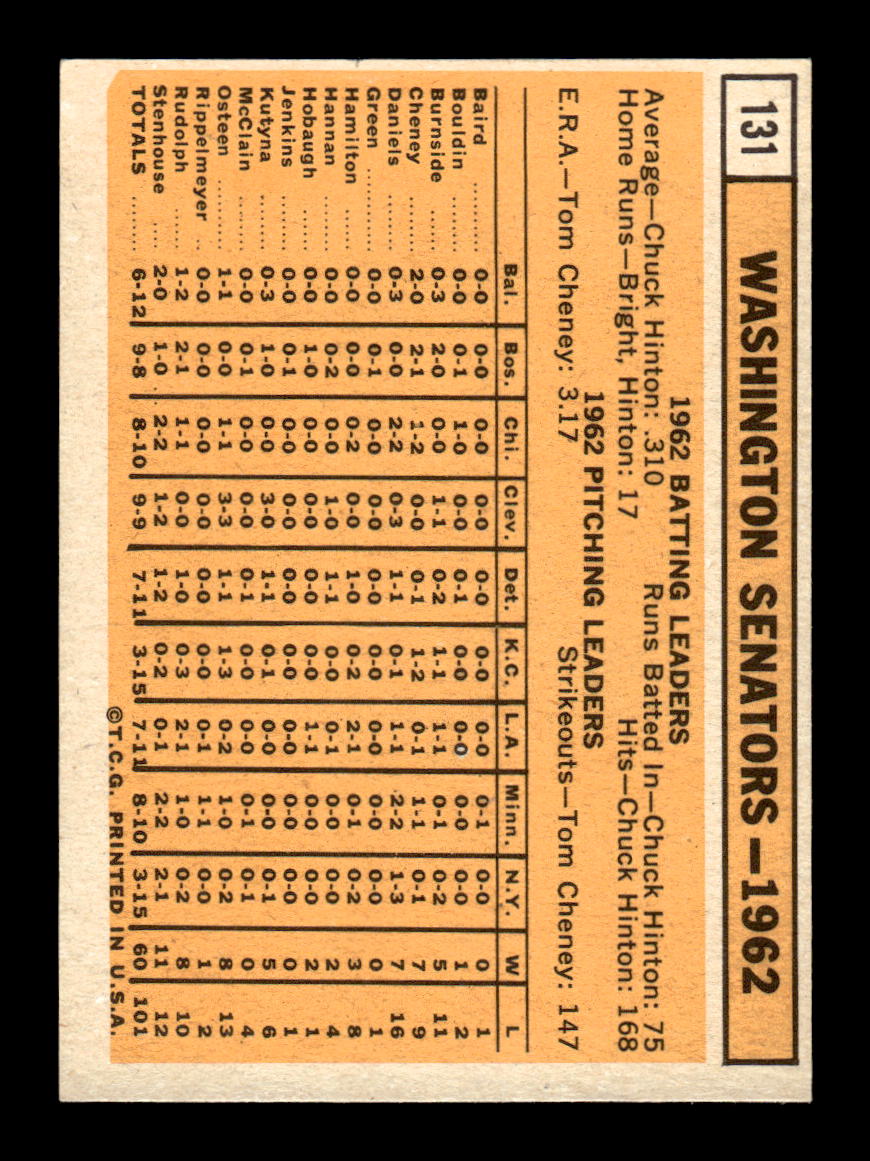 131 WASHINGTON SENATORS—1962
1962 BATTING LEADERS
Average—Chuck Hinton: .310 Runs Batted In—Chuck Hinton: 75
Home Runs—Bright, Hinton: 17 Hits—Chuck Hinton: 168
1962 PITCHING LEADERS
E.R.A.—Tom Cheney: 3.17 Strikeouts—Tom Cheney: 147
Bal. Bos. Chi. Clev. Det. K.C. L.A. Minn. N.Y. W L
Baird ........ 0-0 0-0 0-0 0-0 0-0 0-0 0-0 0-1 0-0 0 1
Bouldin ........ 0-0 0-1 1-0 0-0 0-1 0-0 0-0 0-0 0-0 1 2
Burnside ..... 0-3 2-0 0-0 1-1 0-2 1-1 1-1 0-1 0-2 5 11
Cheney ........ 2-0 2-1 1-2 0-0 0-1 1-2 0-1 1-1 0-1 7 9
Daniels ........ 0-3 0-0 2-2 0-3 1-1 0-1 1-1 2-2 1-3 7 16
Green ........... 0-0 0-1 0-0 0-0 0-0 0-0 0-0 0-0 0-0 0 1
Hamilton ..... 0-0 0-0 0-2 0-0 1-0 0-2 2-1 0-1 0-2 3 8
Hannan ........ 0-0 0-2 0-0 1-0 1-1 0-0 0-1 0-0 0-0 2 4
Hobaugh ..... 0-0 1-0 0-0 0-0 0-0 0-0 1-1 0-0 0-0 2 1
Jenkins ........ 0-0 0-1 0-0 0-0 0-0 0-0 0-0 0-0 0-0 0 1
Kutyna ........ 0-3 1-0 0-0 3-0 1-1 0-1 0-0 0-0 0-1 5 6
McClain ........ 0-0 0-1 0-0 0-0 0-1 0-0 0-0 0-1 0-1 0 4
Osteen ......... 1-1 0-0 1-1 3-3 1-1 1-3 0-2 1-0 0-2 8 13
Rippelmeyer .. 0-0 0-0 0-0 0-0 0-0 0-0 0-1 1-1 0-0 1 2
Rudolph ..... 1-2 2-1 1-1 0-0 1-0 0-3 2-1 1-0 0-2 8 10
Stenhouse .... 2-0 1-0 2-2 1-2 1-2 0-2 0-1 2-2 2-1 11 12
TOTALS ....... 6-12 9-8 8-10 9-9 7-11 3-15 7-11 8-10 3-15 60 101
©T.C.G. PRINTED IN U.S.A.